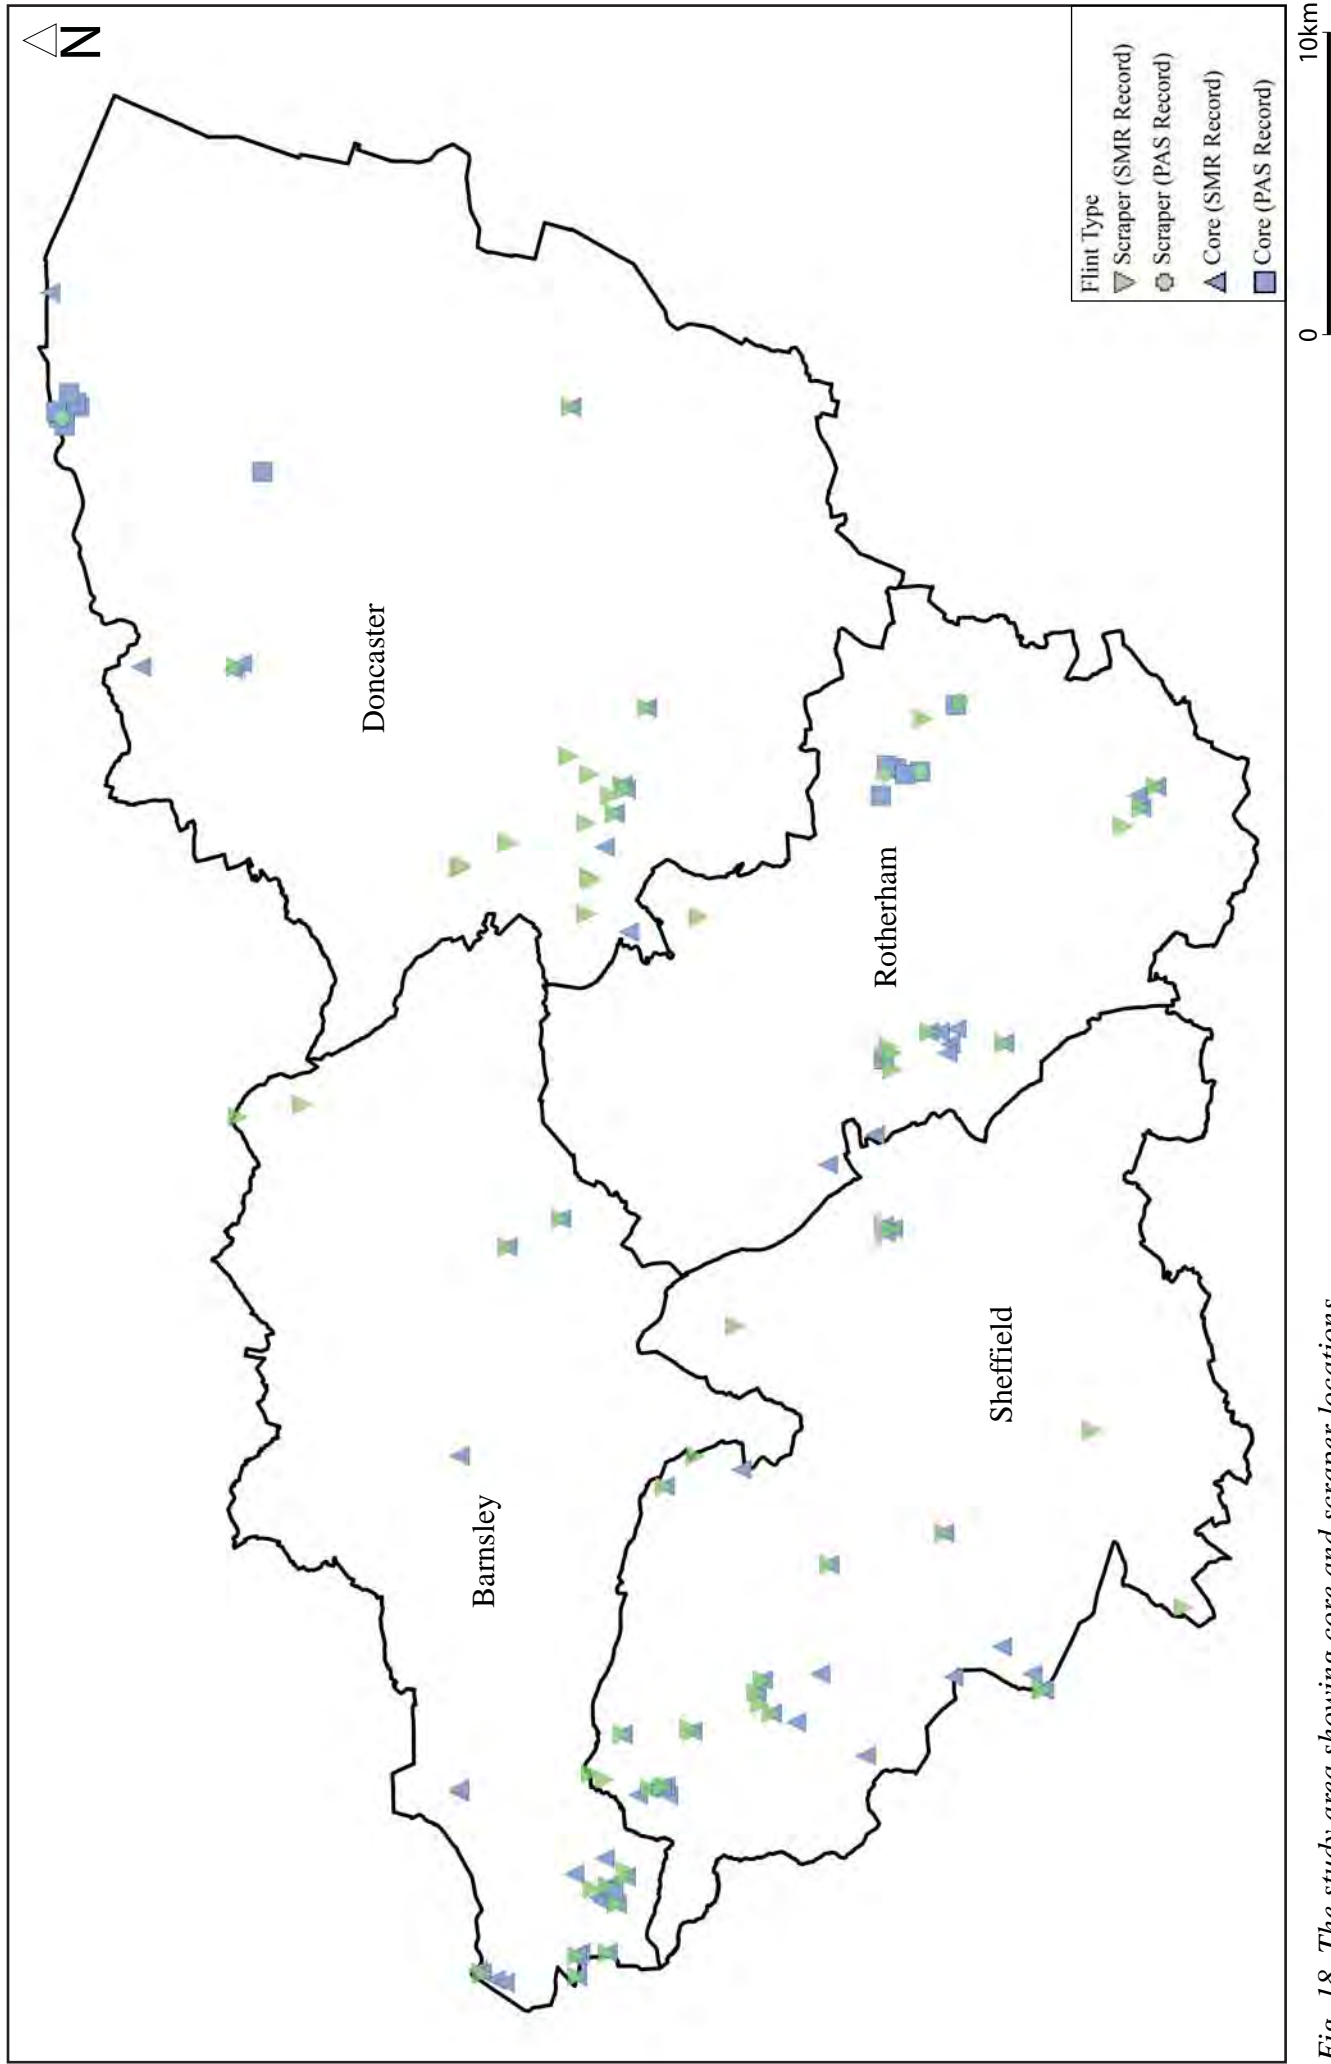 N
Doncaster
Barnsley
Rotherham
Sheffield
Flint Type
Scraper (SMR Record)
Scraper (PAS Record)
Core (SMR Record)
Core (PAS Record)
0 10km
Fig. 18. The study area showing core and scraper locations